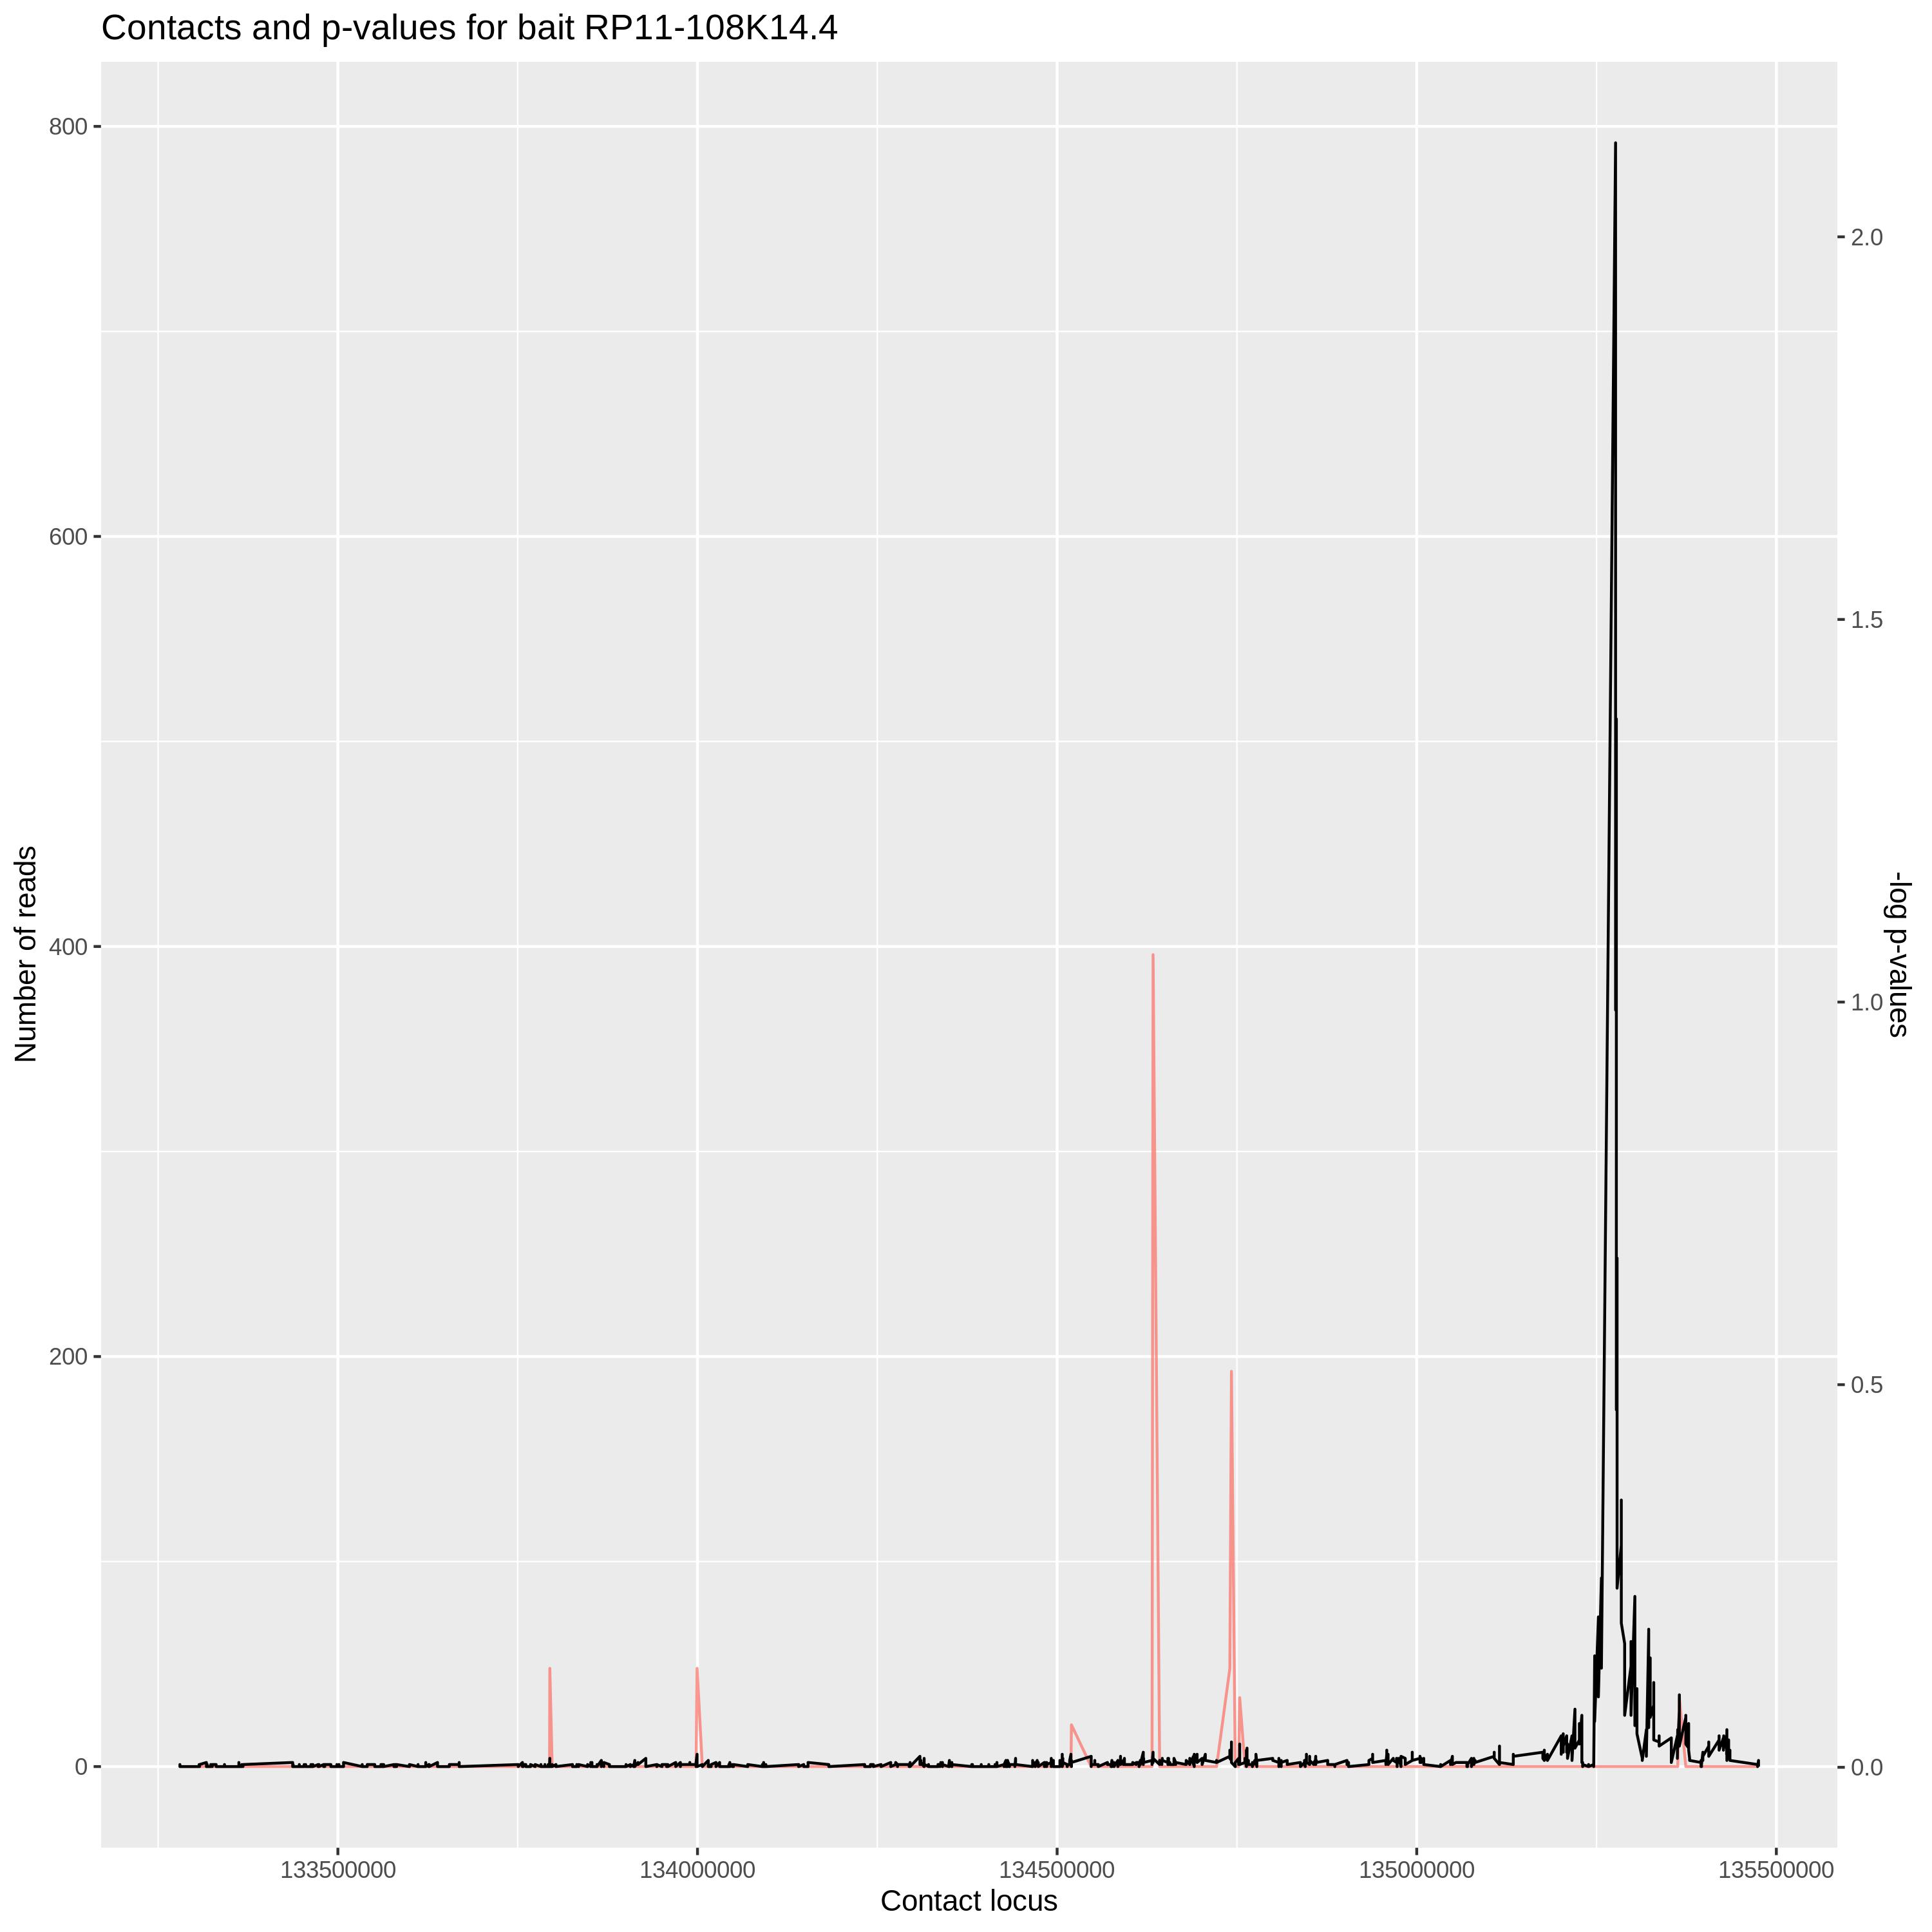 Contacts and p-values for bait RP11-108K14.4
800
600
400
200
0
Number of reads
2.0
1.5
1.0
0.5
0.0
-log p-values
133500000 134000000 134500000 135000000 135500000
Contact locus